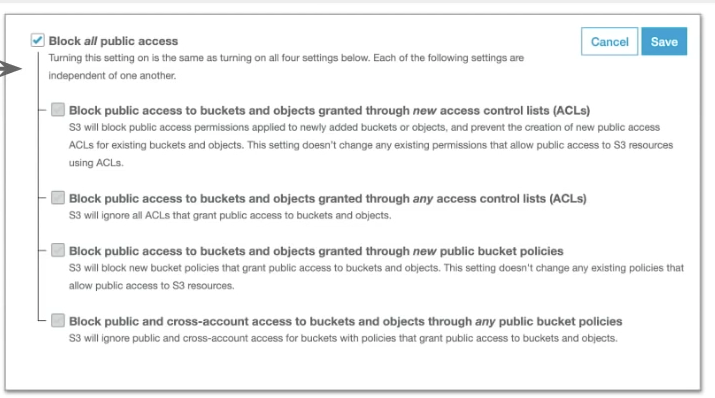 Block all public access
Cancel
Save
Turning this setting on is the same as turning on all four settings below. Each of the following settings are
independent of one another.
Block public access to buckets and objects granted through new access control lists (ACLs)
S3 will block public access permissions applied to newly added buckets or objects, and prevent the creation of new public access
ACLs for existing buckets and objects. This setting doesn't change any existing permissions that allow public access to S3 resources
using ACLs.
Block public access to buckets and objects granted through any access control lists (ACLs)
S3 will ignore all ACLs that grant public access to buckets and objects.
Block public access to buckets and objects granted through new public bucket policies
S3 will block new bucket policies that grant public access to buckets and objects. This setting doesn't change any existing policies that
allow public access to S3 resources.
Block public and cross-account access to buckets and objects through any public bucket policies
S3 will ignore public and cross-account access for buckets with policies that grant public access to buckets and objects.